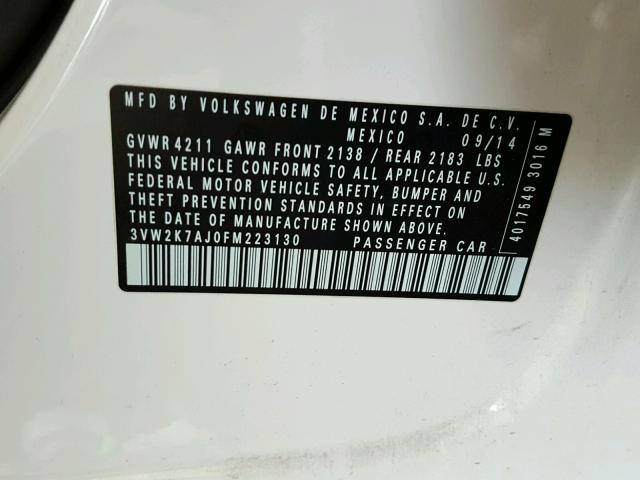 MFD BY VOLKSWAGEN DE MEXICO S.A. DE C.V.
MEXICO 09/14
GVWR 4211 GAWR FRONT 2138 / REAR 2183 LBS
THIS VEHICLE CONFORMS TO ALL APPLICABLE U.S.
FEDERAL MOTOR VEHICLE SAFETY, BUMPER AND
THEFT PREVENTION STANDARDS IN EFFECT ON
THE DATE OF MANUFACTURE SHOWN ABOVE.
3VW2K7AJ0FM223130 PASSENGER CAR
4017549 3016 M